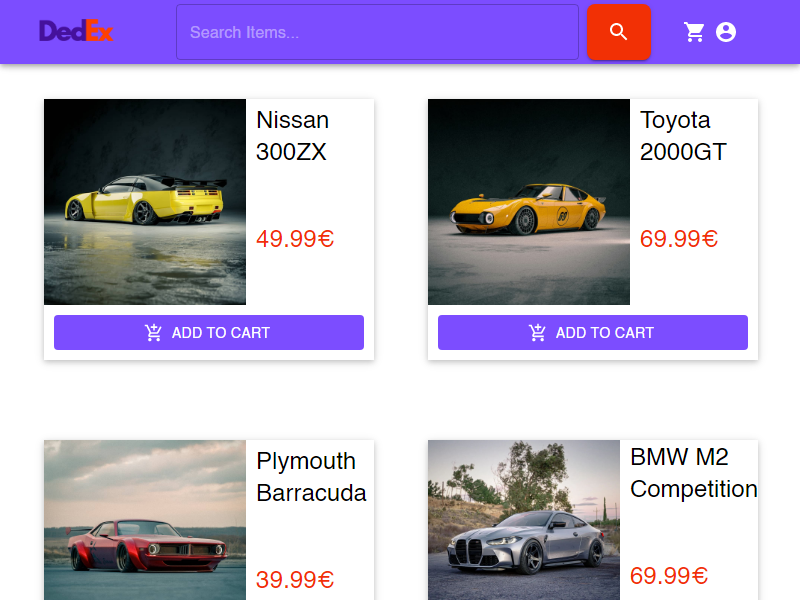 DedEx
Search Items...
Nissan
300ZX
49.99€
ADD TO CART
Toyota
2000GT
69.99€
ADD TO CART
Plymouth
Barracuda
39.99€
BMW M2
Competition
69.99€